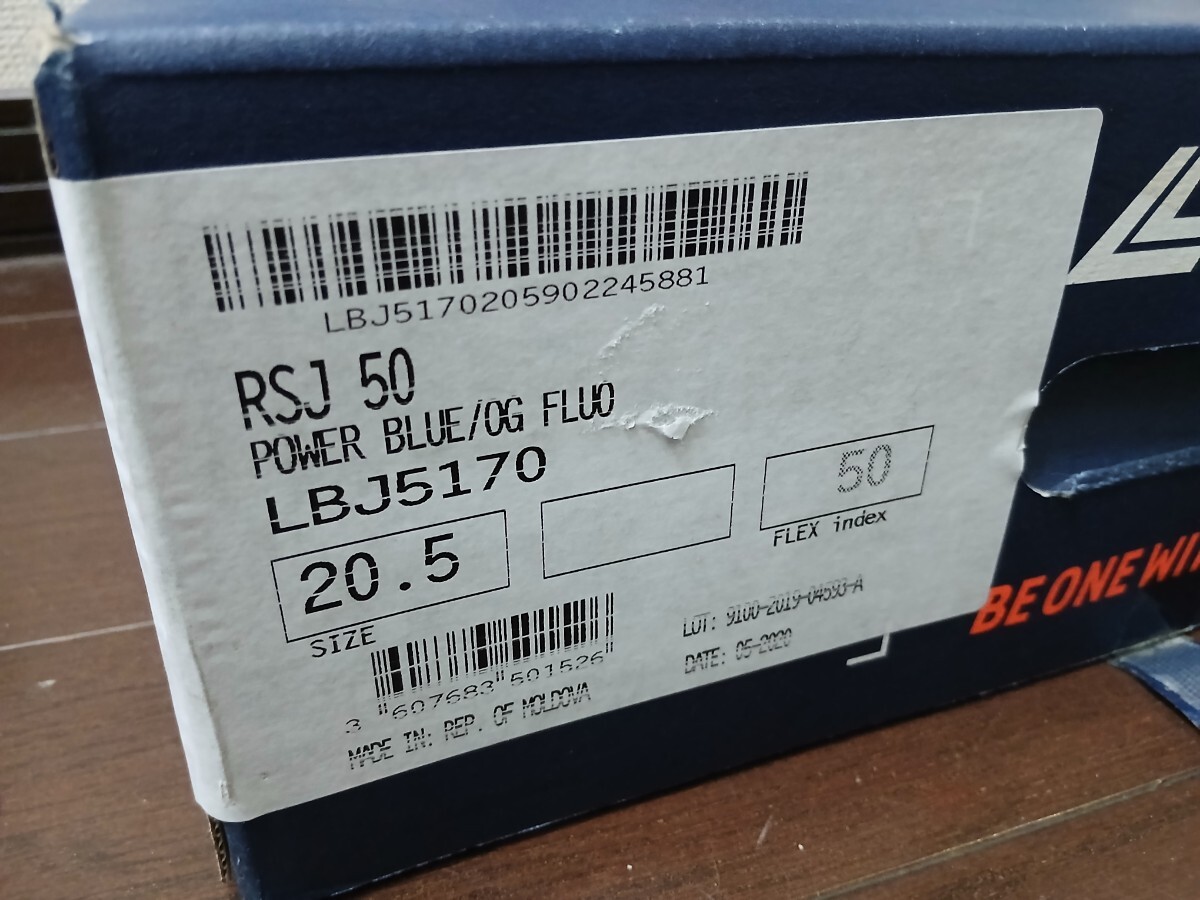 LBJ5170205902245881
RSJ 50
POWER BLUE/OG FLUO
LBJ5170
20.5
SIZE
50
FLEX index
3 607683 501526
MADE IN: REP. OF MOLDOVA
LOT: 9100-2019-04593-A
DATE: 05-2020
BE ONE WITH